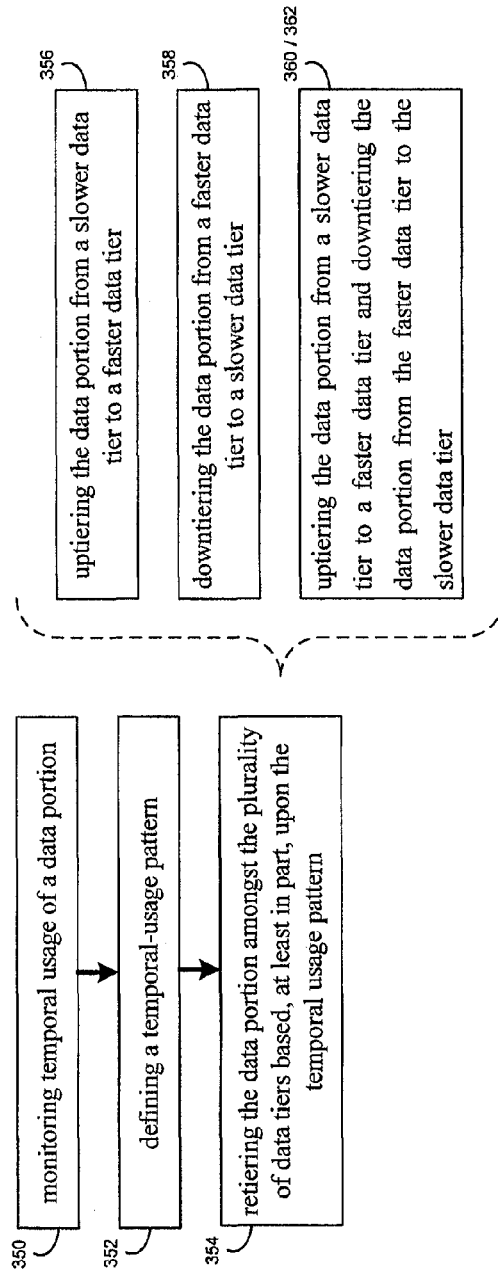 350
monitoring temporal usage of a data portion
352
defining a temporal-usage pattern
354
retiering the data portion amongst the plurality
of data tiers based, at least in part, upon the
temporal usage pattern
356
uptiering the data portion from a slower data
tier to a faster data tier
358
downtiering the data portion from a faster data
tier to a slower data tier
360 / 362
uptiering the data portion from a slower data
tier to a faster data tier and downtiering the
data portion from the faster data tier to the
slower data tier